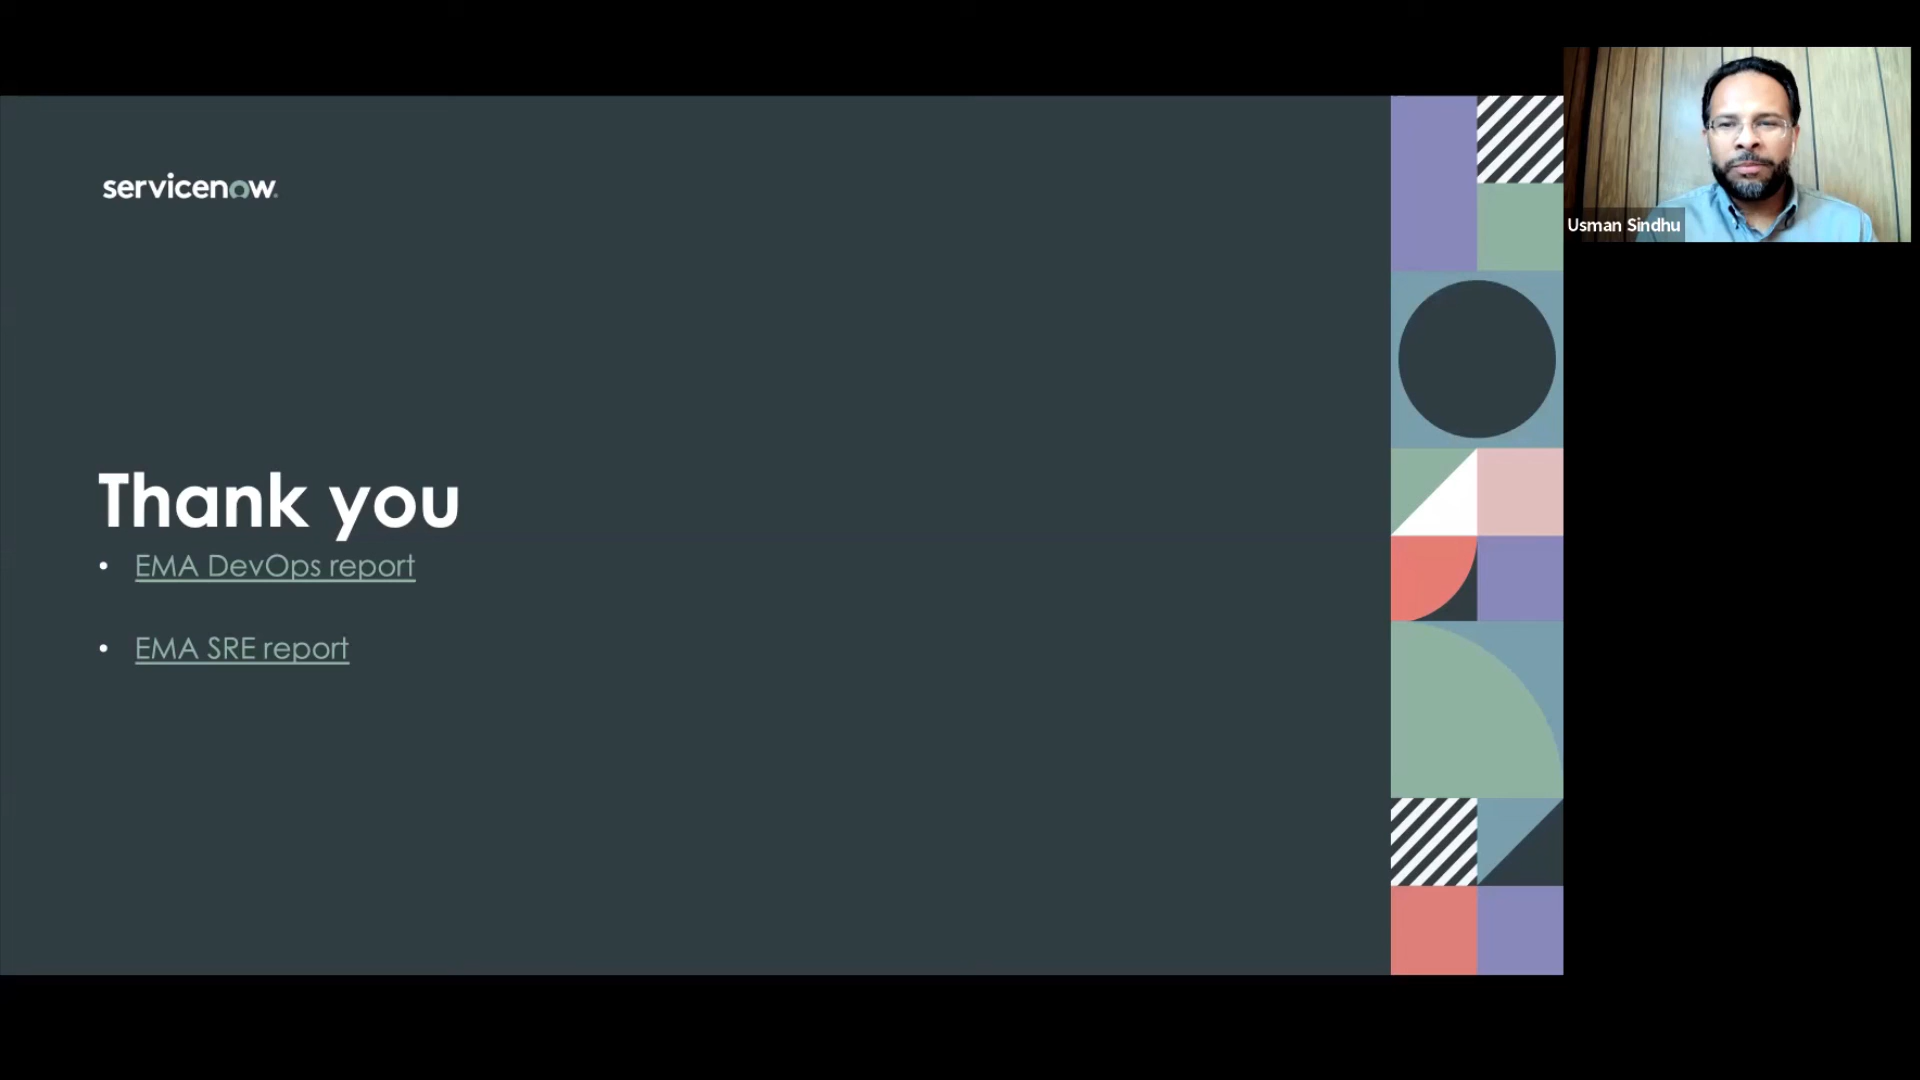 servicenow.
Usman Sindhu
Thank you
• EMA DevOps report
• EMA SRE report